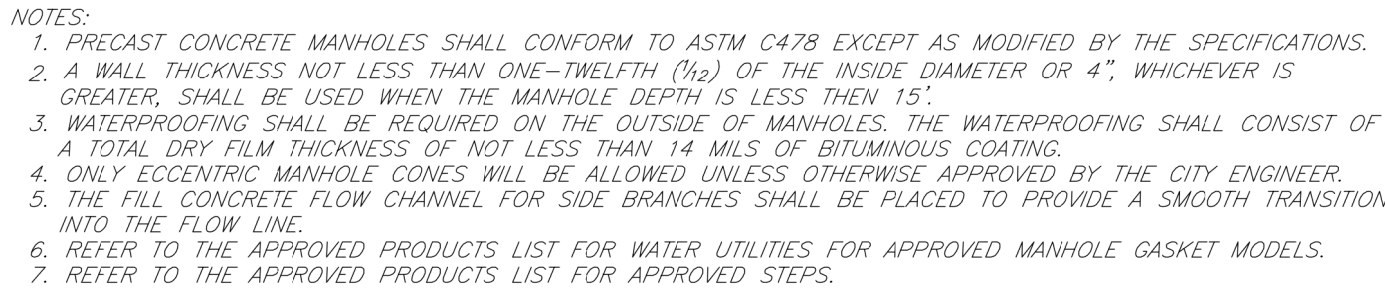 NOTES:
1. PRECAST CONCRETE MANHOLES SHALL CONFORM TO ASTM C478 EXCEPT AS MODIFIED BY THE SPECIFICATIONS.
2. A WALL THICKNESS NOT LESS THAN ONE-TWELFTH (1/12) OF THE INSIDE DIAMETER OR 4", WHICHEVER IS
GREATER, SHALL BE USED WHEN THE MANHOLE DEPTH IS LESS THEN 15'.
3. WATERPROOFING SHALL BE REQUIRED ON THE OUTSIDE OF MANHOLES. THE WATERPROOFING SHALL CONSIST OF
A TOTAL DRY FILM THICKNESS OF NOT LESS THAN 14 MILS OF BITUMINOUS COATING.
4. ONLY ECCENTRIC MANHOLE CONES WILL BE ALLOWED UNLESS OTHERWISE APPROVED BY THE CITY ENGINEER.
5. THE FILL CONCRETE FLOW CHANNEL FOR SIDE BRANCHES SHALL BE PLACED TO PROVIDE A SMOOTH TRANSITION
INTO THE FLOW LINE.
6. REFER TO THE APPROVED PRODUCTS LIST FOR WATER UTILITIES FOR APPROVED MANHOLE GASKET MODELS.
7. REFER TO THE APPROVED PRODUCTS LIST FOR APPROVED STEPS.